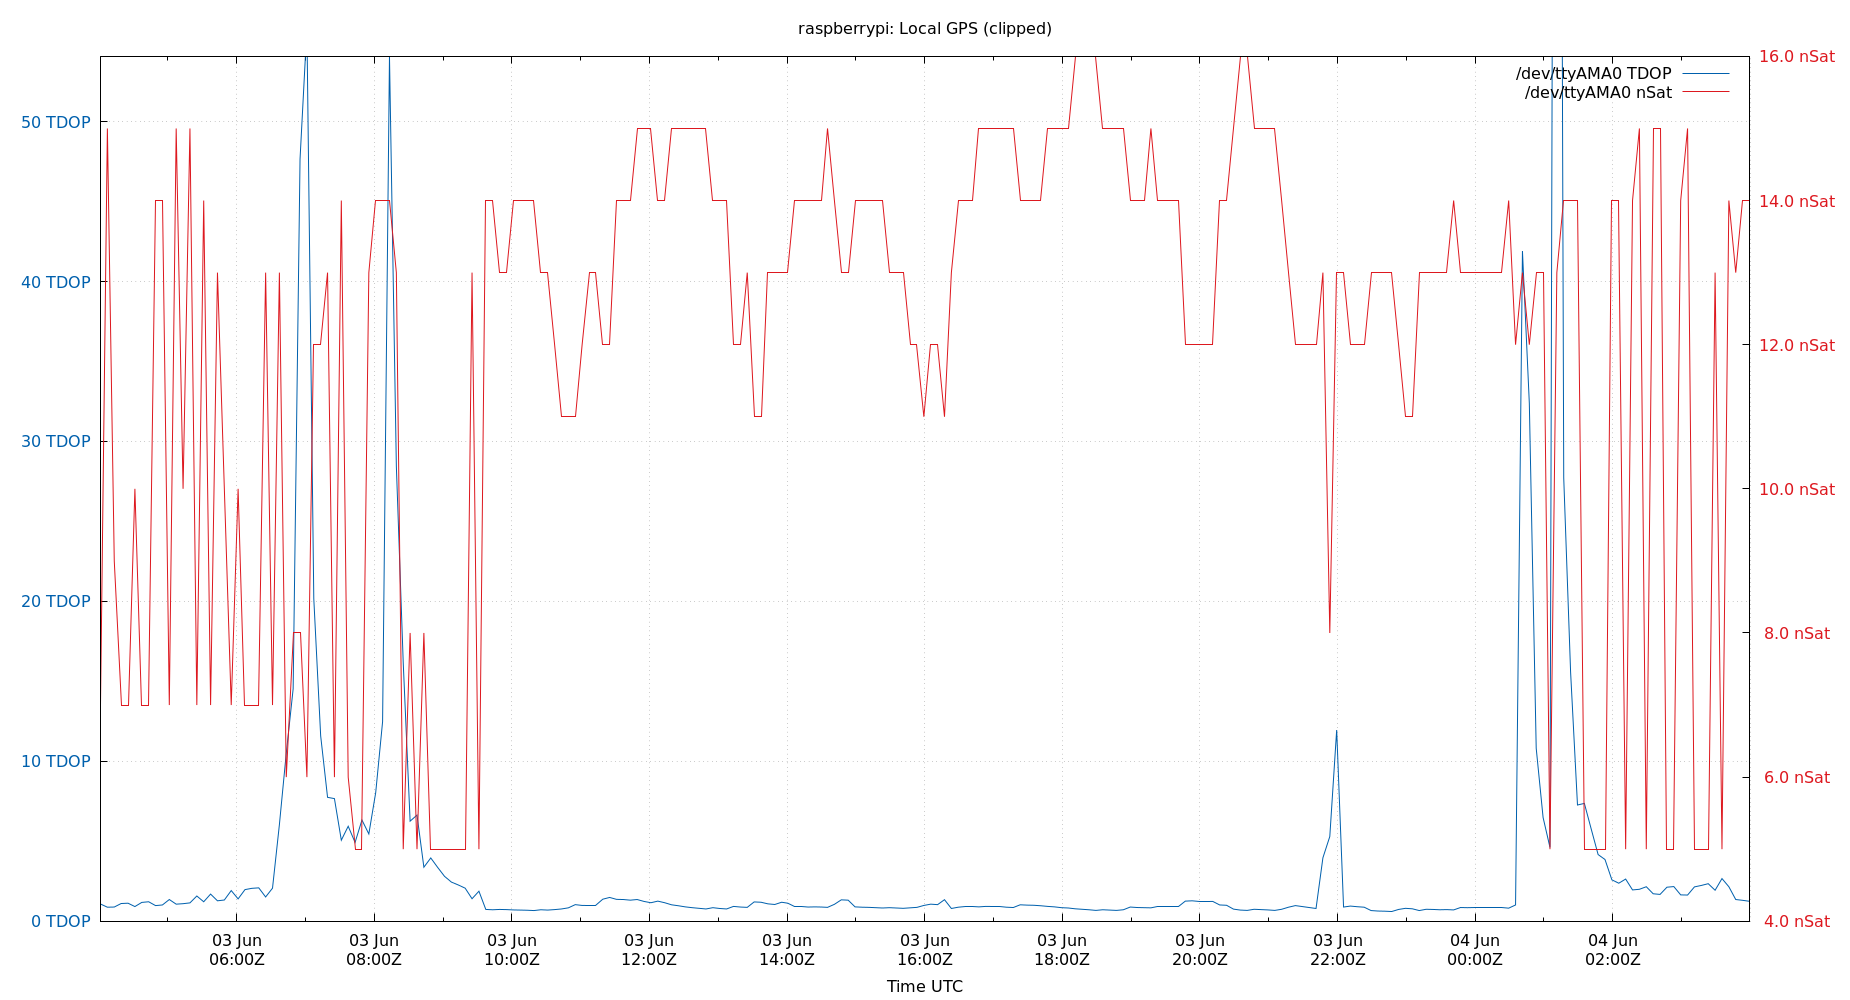 raspberrypi: Local GPS (clipped)
/dev/ttyAMA0 TDOP
/dev/ttyAMA0 nSat
50 TDOP
40 TDOP
30 TDOP
20 TDOP
10 TDOP
0 TDOP
16.0 nSat
14.0 nSat
12.0 nSat
10.0 nSat
8.0 nSat
6.0 nSat
4.0 nSat
03 Jun
06:00Z
03 Jun
08:00Z
03 Jun
10:00Z
03 Jun
12:00Z
03 Jun
14:00Z
03 Jun
16:00Z
03 Jun
18:00Z
03 Jun
20:00Z
03 Jun
22:00Z
04 Jun
00:00Z
04 Jun
02:00Z
Time UTC